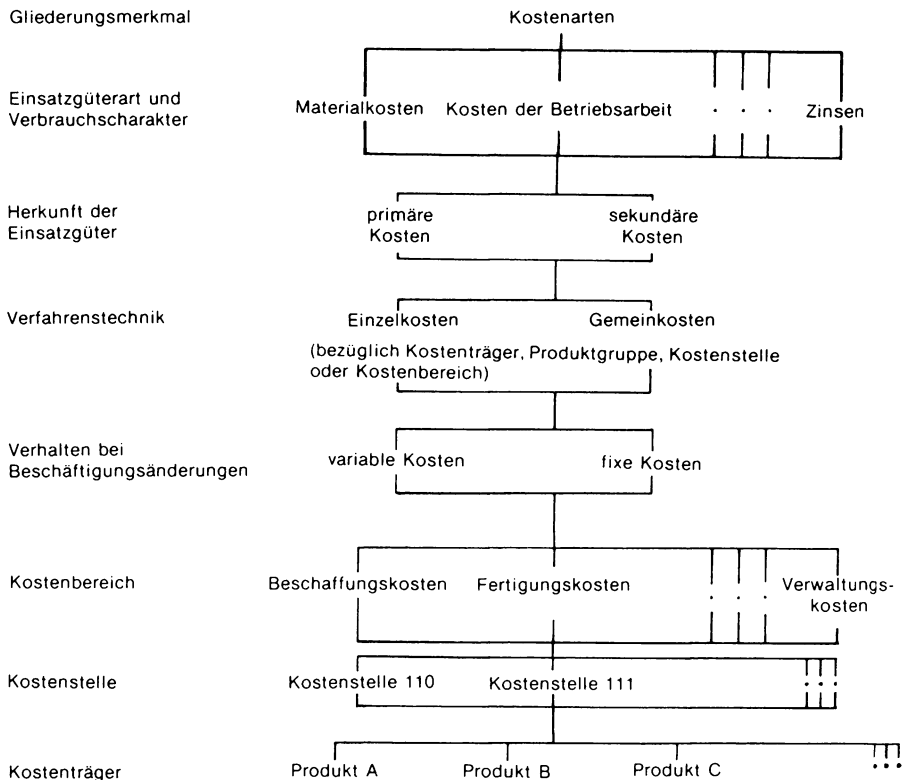 Gliederungsmerkmal Kostenarten
Einsatzgüterart und
Verbrauchscharakter
Materialkosten Kosten der Betriebsarbeit Zinsen
Herkunft der
Einsatzgüter
primäre
Kosten
sekundäre
Kosten
Verfahrenstechnik Einzelkosten Gemeinkosten
(bezüglich Kostenträger, Produktgruppe, Kostenstelle
oder Kostenbereich)
Verhalten bei
Beschäftigungsänderungen
variable Kosten fixe Kosten
Kostenbereich Beschaffungskosten Fertigungskosten Verwaltungs-
kosten
Kostenstelle Kostenstelle 110 Kostenstelle 111
Kostenträger Produkt A Produkt B Produkt C